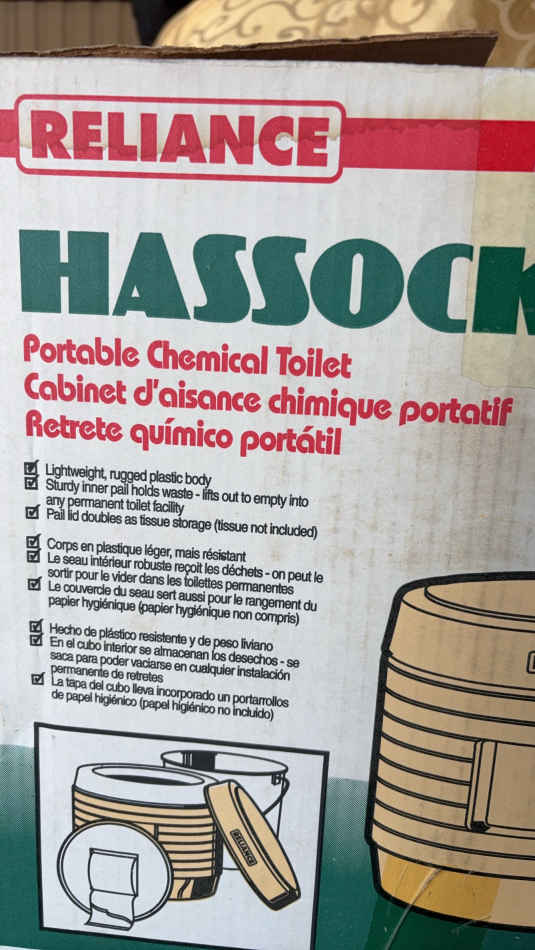 RELIANCE
HASSOCK
Portable Chemical Toilet
Cabinet d'aisance chimique portatif
Retrete químico portátil
Lightweight, rugged plastic body
Sturdy inner pail holds waste - lifts out to empty into
any permanent toilet facility
Pail lid doubles as tissue storage (tissue not included)
Corps en plastique léger, mais résistant
Le seau intérieur robuste reçoit les déchets - on peut le
sortir pour le vider dans les toilettes permanentes
Le couvercle du seau sert aussi pour le rangement du
papier hygiénique (papier hygiénique non compris)
Hecho de plástico resistente y de peso liviano
En el cubo interior se almacenan los desechos - se
saca para poder vaciarse en cualquier instalación
permanente de retretes
La tapa del cubo lleva incorporado un portarrollos
de papel higiénico (papel higiénico no incluido)
RELIANCE